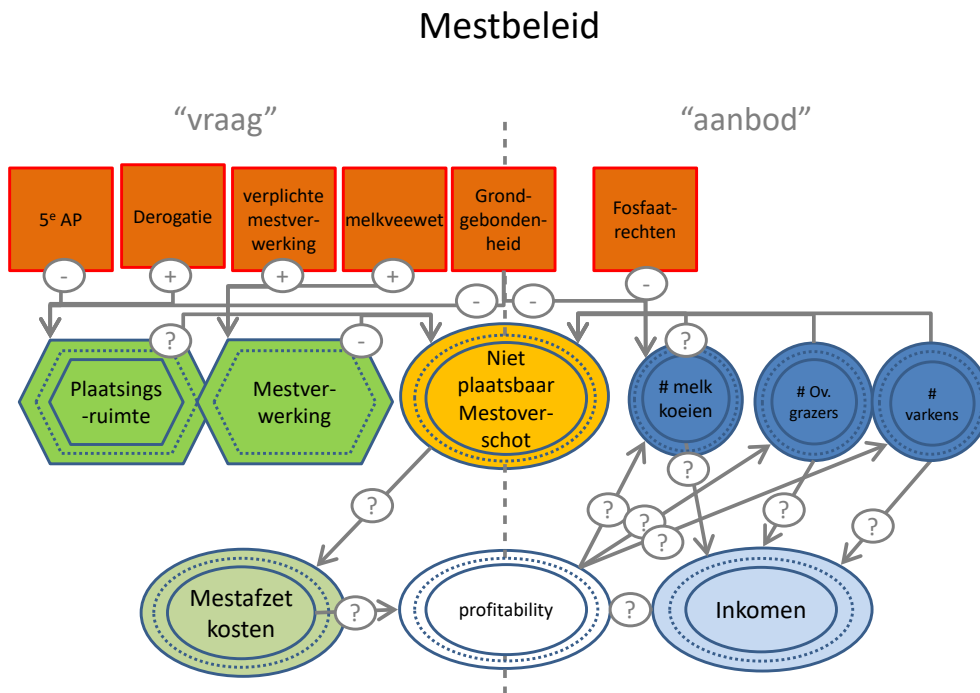 Mestbeleid
“vraag”
“aanbod”
5e AP
Derogatie
verplichte
mestver-
werking
melkveewet
Grond-
gebonden-
heid
Fosfaat-
rechten
-
+
+
+
-
-
-
?
-
?
Plaatsings
-ruimte
Mestver-
werking
Niet
plaatsbaar
Mestover-
schot
# melk
koeien
# Ov.
grazers
#
varkens
?
?
?
?
?
?
?
Mestafzet
kosten
?
profitability
?
Inkomen